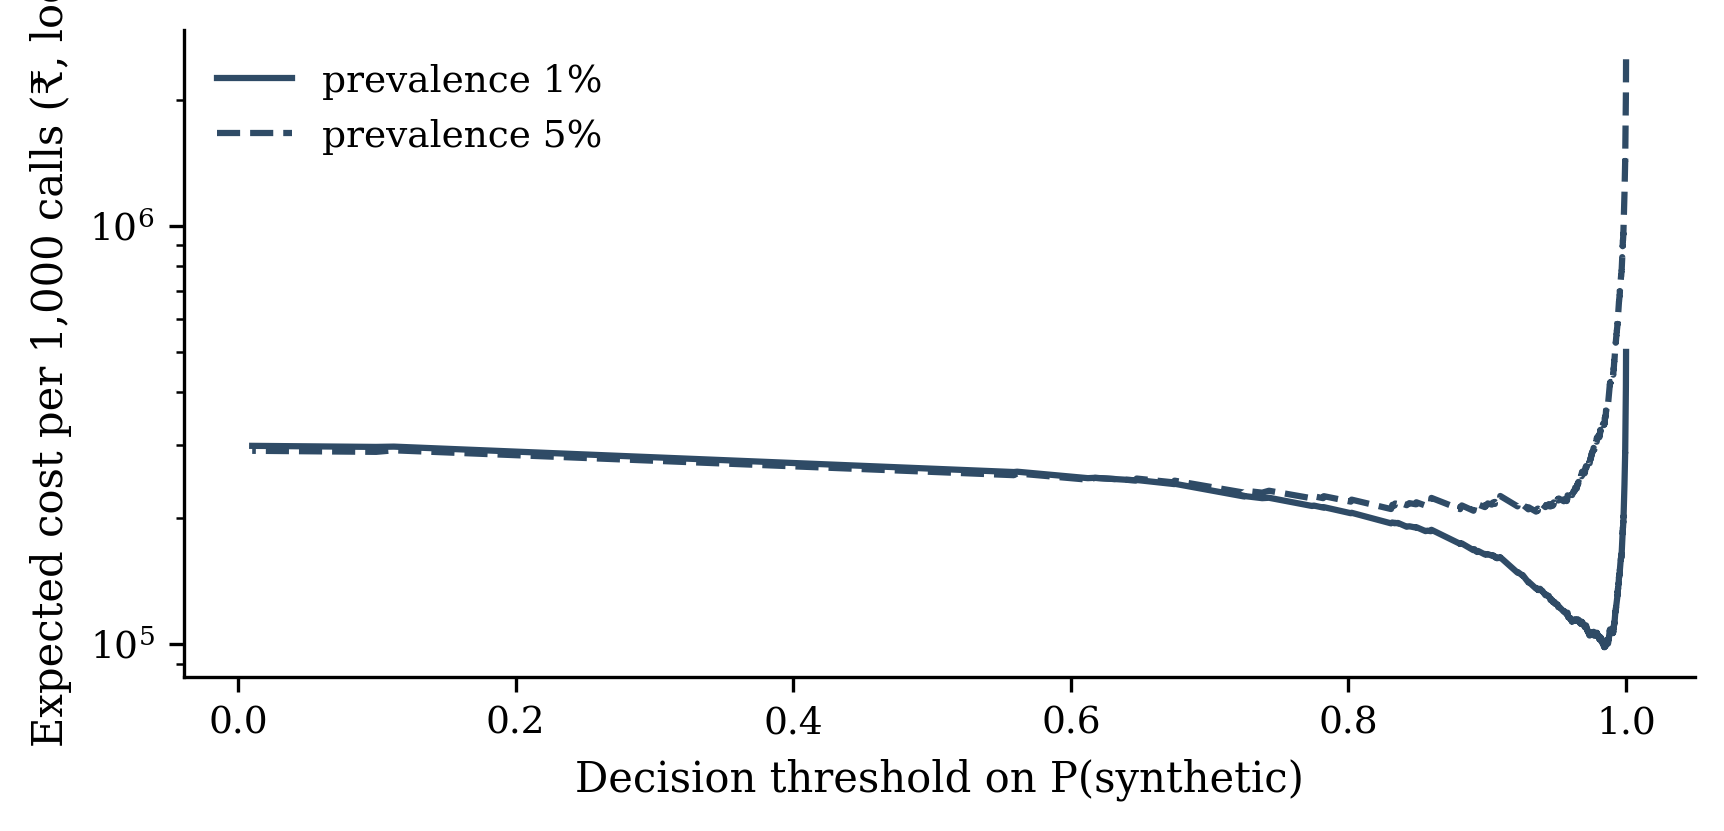 prevalence 1%
prevalence 5%
10⁶
10⁵
Expected cost per 1,000 calls (₹,
0.0 0.2 0.4 0.6 0.8 1.0
Decision threshold on P(synthetic)